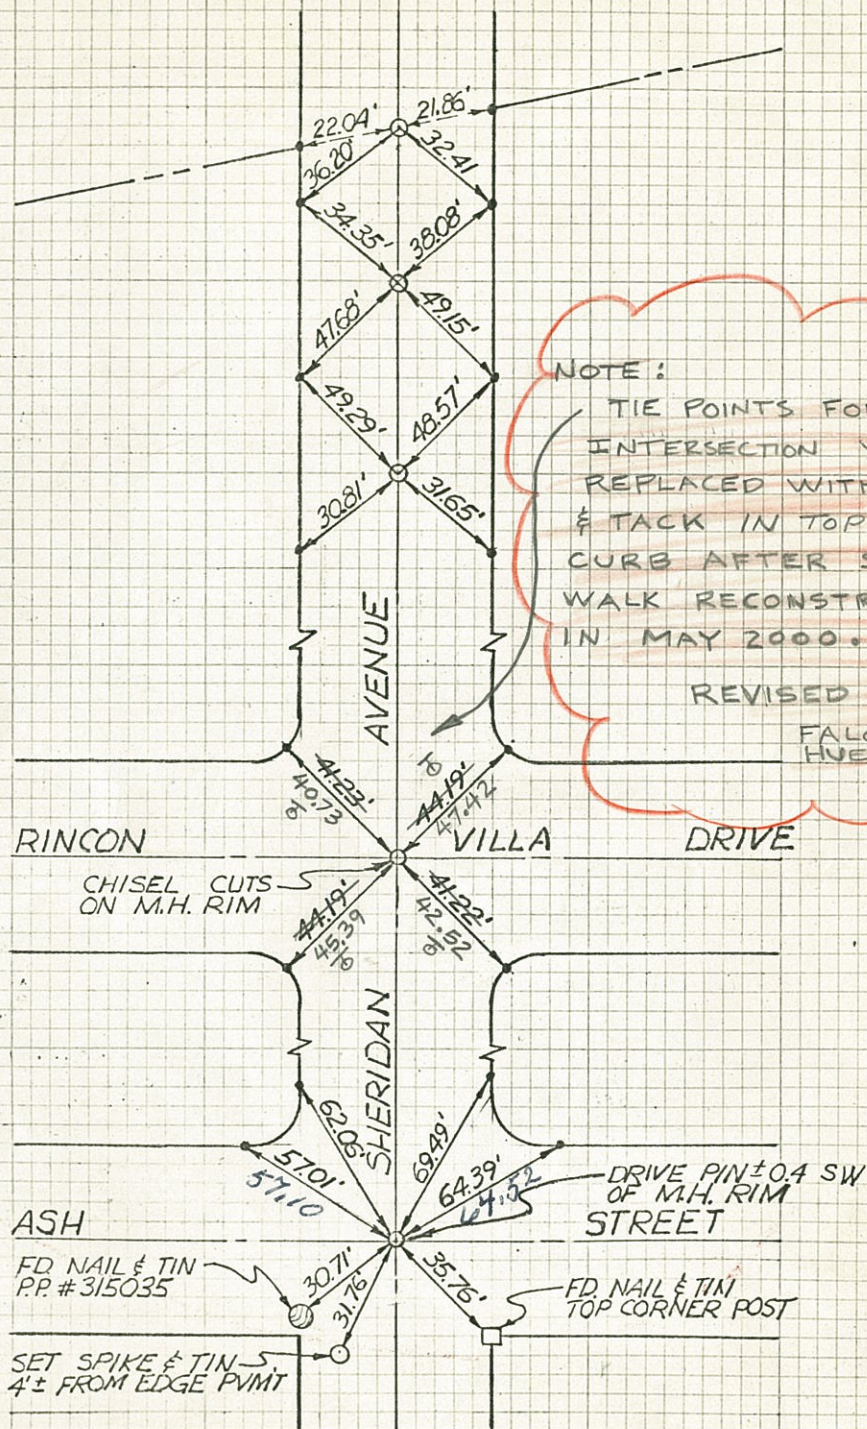 22.04'
21.86'
36.20'
32.41
34.35'
38.08'
47.68'
49.15'
49.29'
48.57'
30.81'
31.65'
NOTE :
TIE POINTS
INTERSECTION
REPLACED WITH
& TACK IN TOP
CURB AFTER
WALK
IN MAY 2000.
REVISED
AVENUE
41.23'
40.73
44.19'
47.42
RINCON VILLA DRIVE
CHISEL CUTS
ON M.H. RIM
44.19'
45.39
41.22'
42.52
SHERIDAN
62.06'
69.49'
57.01'
57.10
64.39'
64.52
DRIVE PIN ± 0.4 SW
OF M.H. RIM
ASH STREET
FD. NAIL & TIN
P.P. #315035
30.71'
31.76'
35.76'
FD. NAIL & TIN
TOP CORNER POST
SET SPIKE & TIN
4'± FROM EDGE PVMT